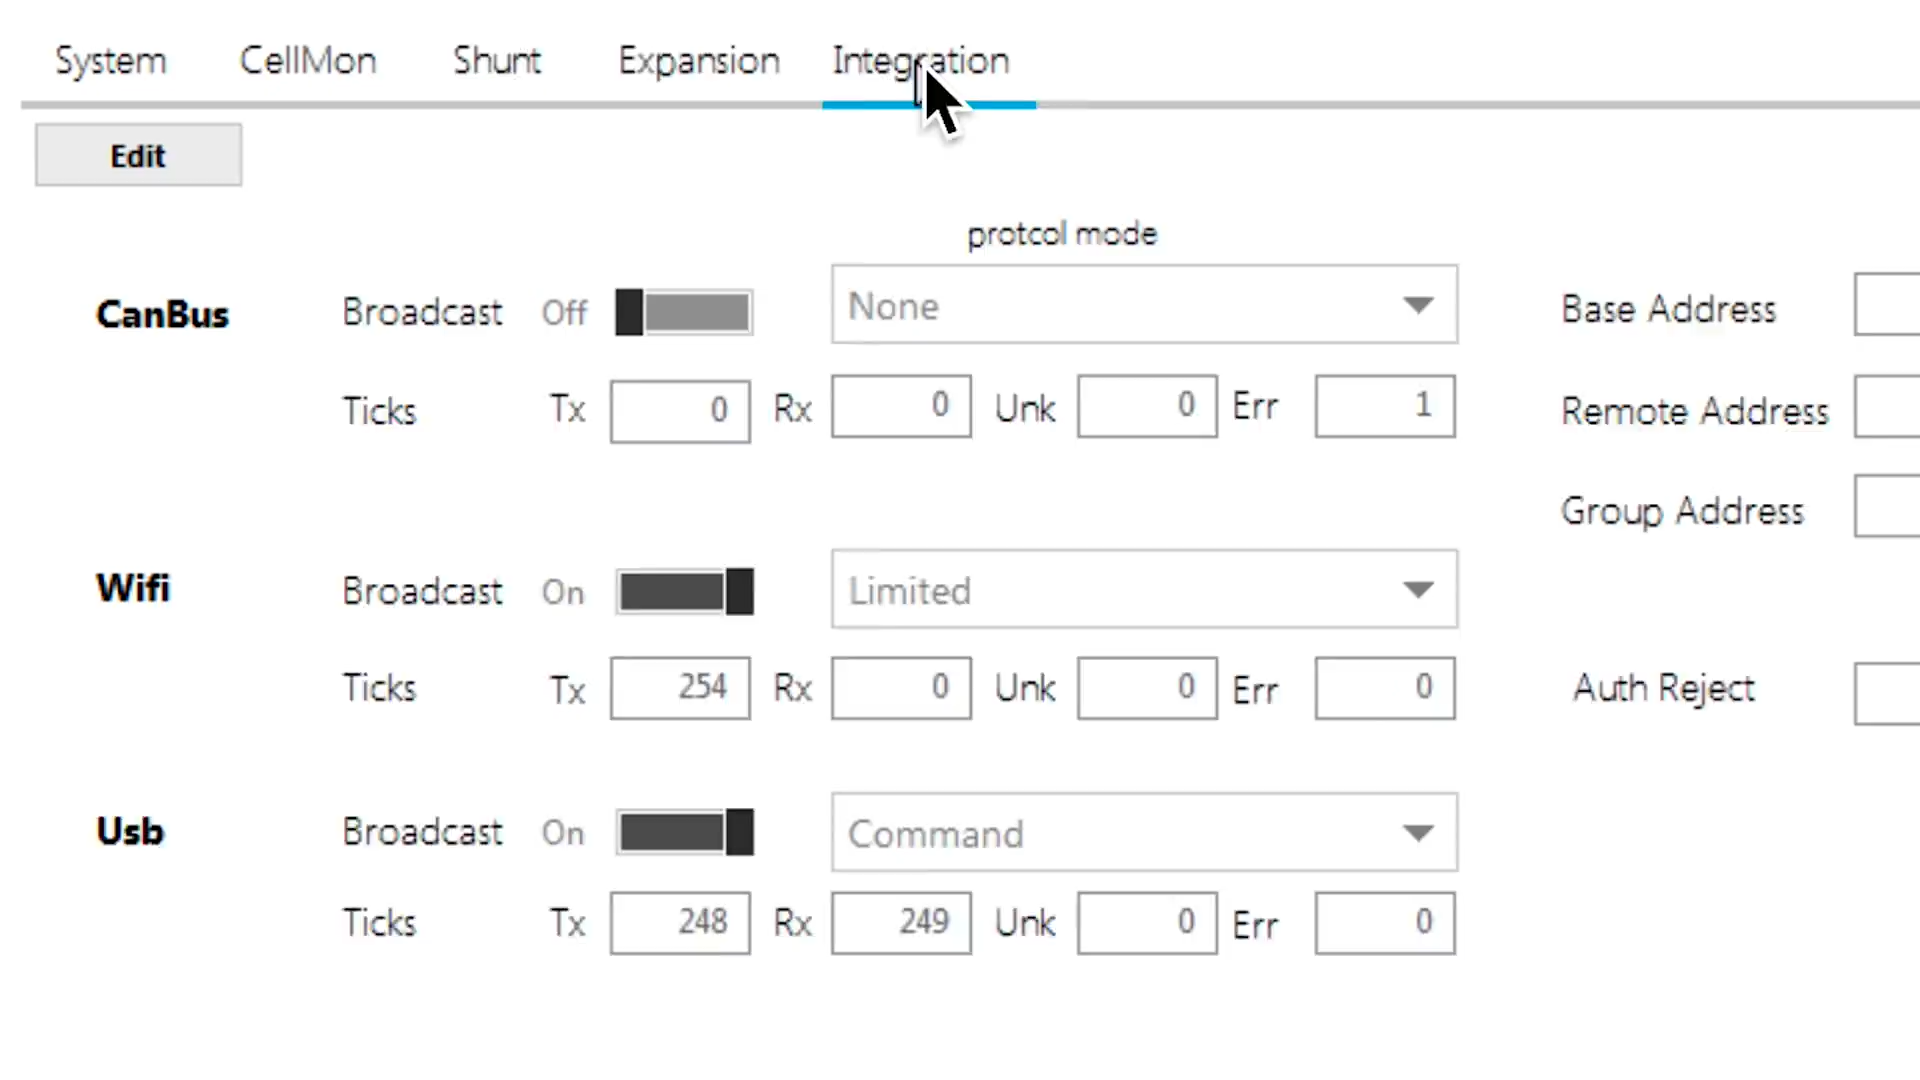 System CellMon Shunt Expansion Integration
Edit
protcol mode
CanBus Broadcast Off None Base Address
Ticks Tx 0 Rx 0 Unk 0 Err 1 Remote Address
Group Address
Wifi Broadcast On Limited
Ticks Tx 254 Rx 0 Unk 0 Err 0 Auth Reject
Usb Broadcast On Command
Ticks Tx 248 Rx 249 Unk 0 Err 0